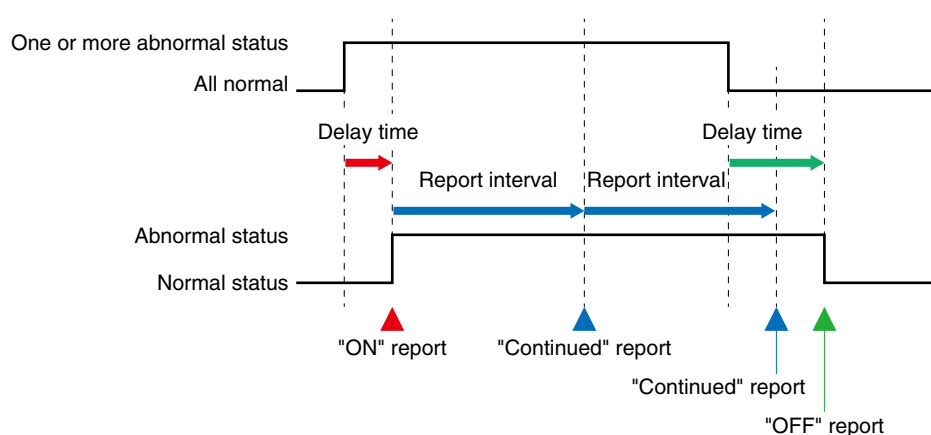 One or more abnormal status
All normal
Delay time
Delay time
Report interval
Report interval
Abnormal status
Normal status
"ON" report
"Continued" report
"Continued" report
"OFF" report